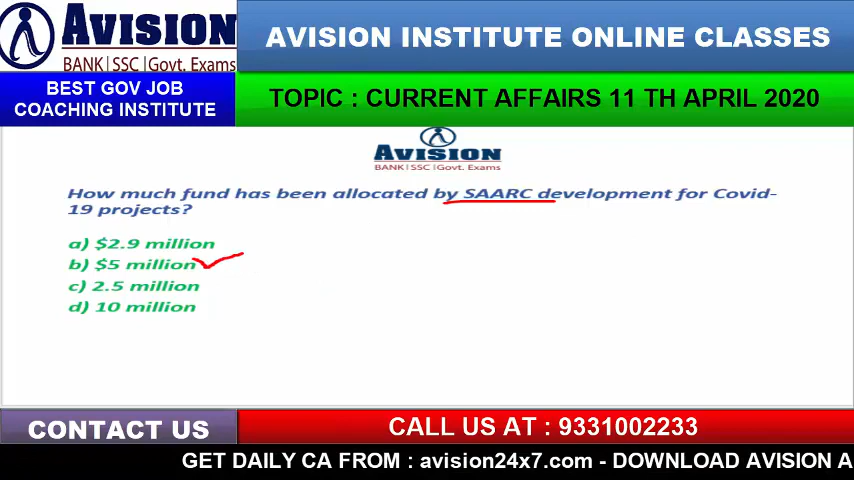 AVISION
BANK|SSC|Govt. Exams
AVISION INSTITUTE ONLINE CLASSES
BEST GOV JOB
COACHING INSTITUTE
TOPIC : CURRENT AFFAIRS 11 TH APRIL 2020
AVISION
BANK|SSC|Govt. Exams
How much fund has been allocated by SAARC development for Covid-
19 projects?
a) $2.9 million
b) $5 million
c) 2.5 million
d) 10 million
CONTACT US
CALL US AT : 9331002233
GET DAILY CA FROM : avision24x7.com - DOWNLOAD AVISION A